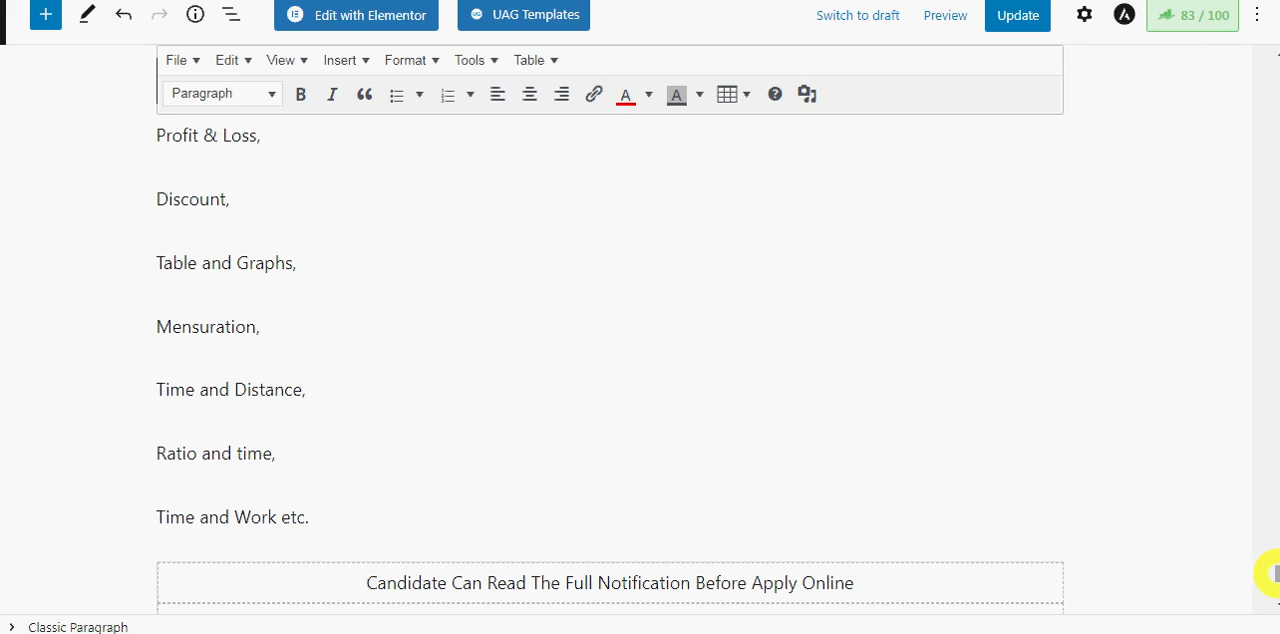 Edit with Elementor
UAG Templates
Switch to draft
Preview
Update
83 / 100
File
Edit
View
Insert
Format
Tools
Table
Paragraph
B
I
A
A
Profit & Loss,
Discount,
Table and Graphs,
Mensuration,
Time and Distance,
Ratio and time,
Time and Work etc.
Candidate Can Read The Full Notification Before Apply Online
Classic Paragraph